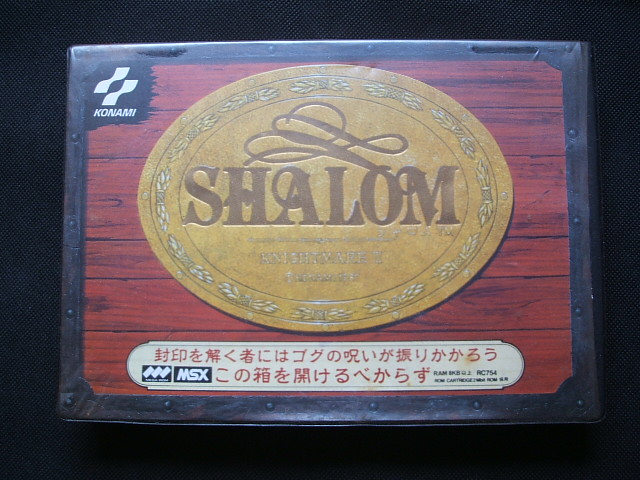 KONAMI
SHALOM
KNIGHTMARE III
封印を解く者にはゴグの呪いが振りかかろう
MSX この箱を開けるべからず RAM 8KB以上 RC754